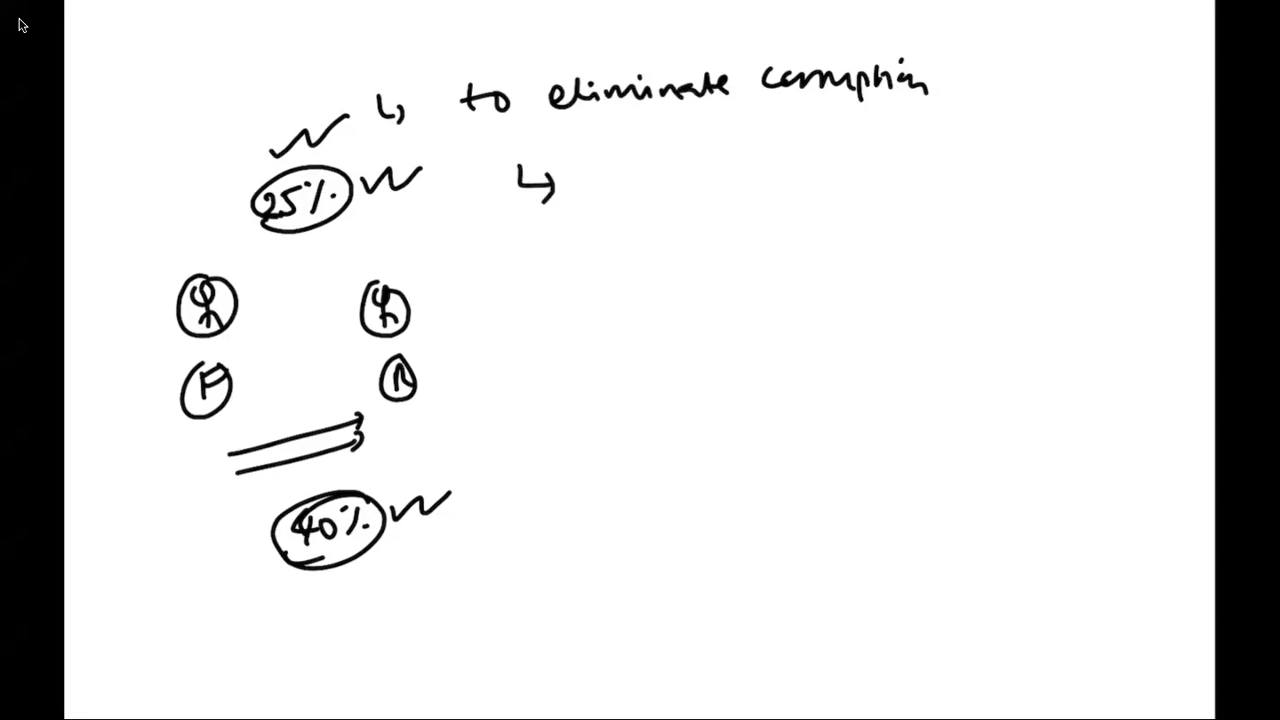 ↳ to eliminate corruption
25% ↳
F R
40%